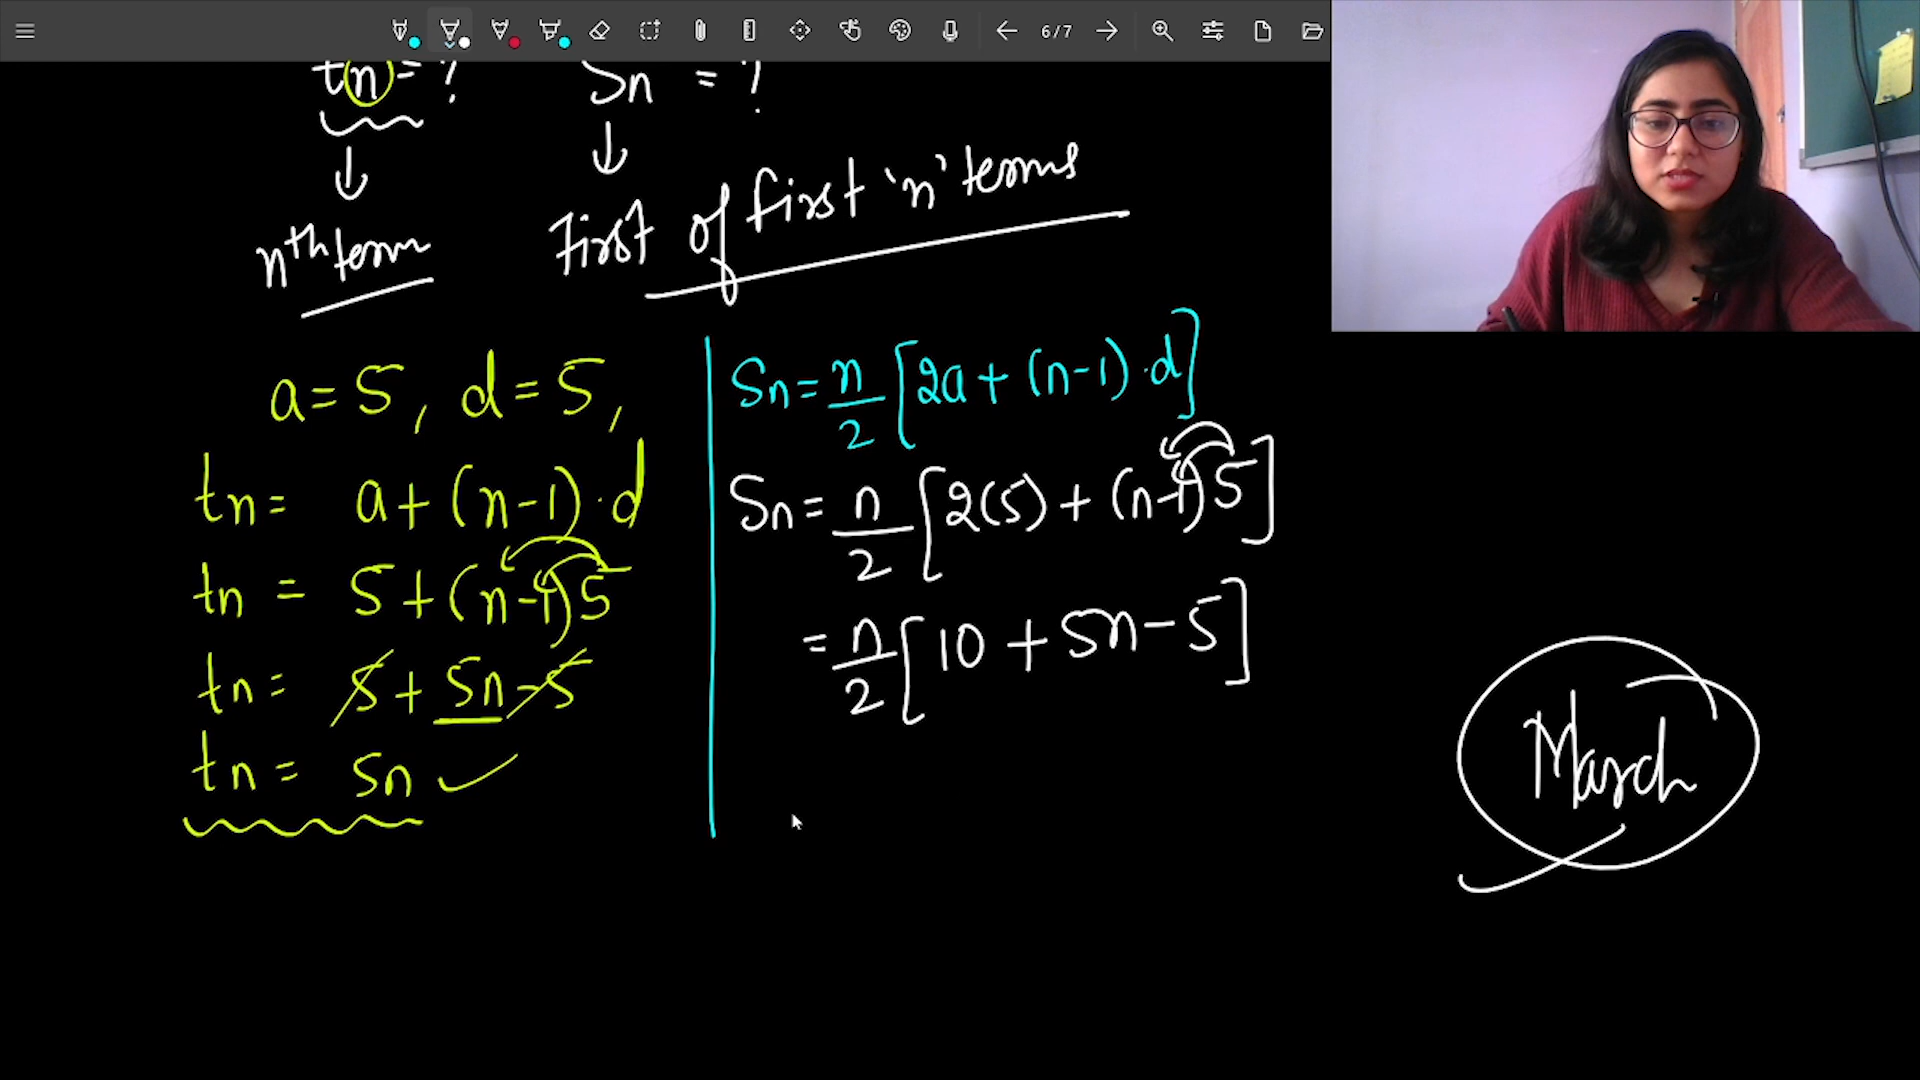 6/7
tn = ? Sn = ?
nth term First of first 'n' terms
a = 5, d = 5,
tn = a + (n-1)·d
tn = 5 + (n-1)5
tn = 5 + 5n - 5
tn = 5n ✓
Sn = n/2 [2a + (n-1)·d]
Sn = n/2 [2(5) + (n-1)5]
= n/2 [10 + 5n - 5]
March